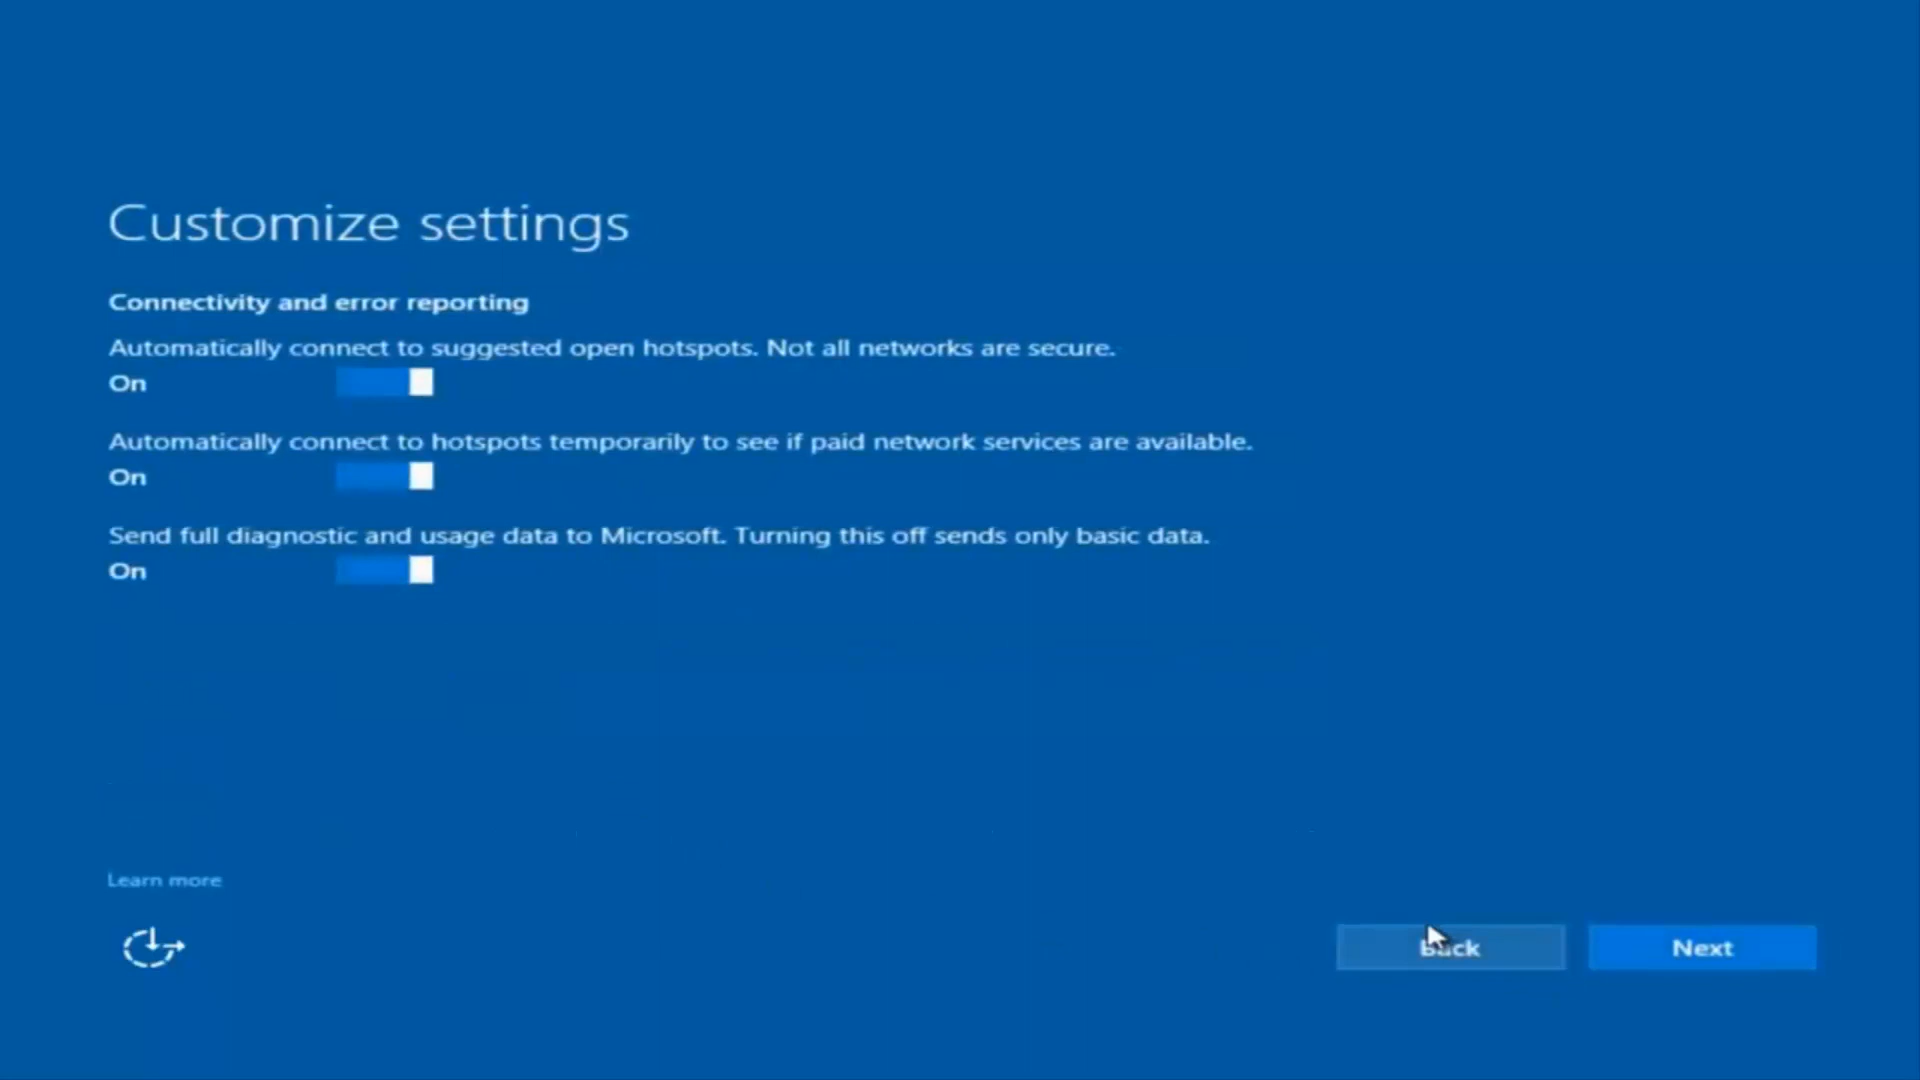 Customize settings
Connectivity and error reporting
Automatically connect to suggested open hotspots. Not all networks are secure.
On
Automatically connect to hotspots temporarily to see if paid network services are available.
On
Send full diagnostic and usage data to Microsoft. Turning this off sends only basic data.
On
Learn more
Back
Next